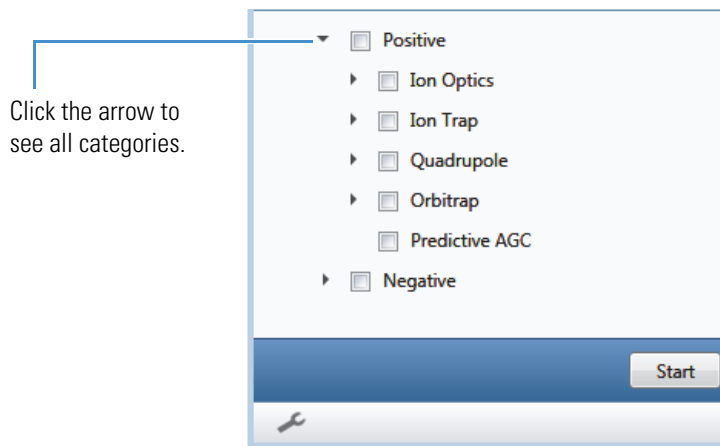 Positive
Ion Optics
Click the arrow to
see all categories.
Ion Trap
Quadrupole
Orbitrap
Predictive AGC
Negative
Start